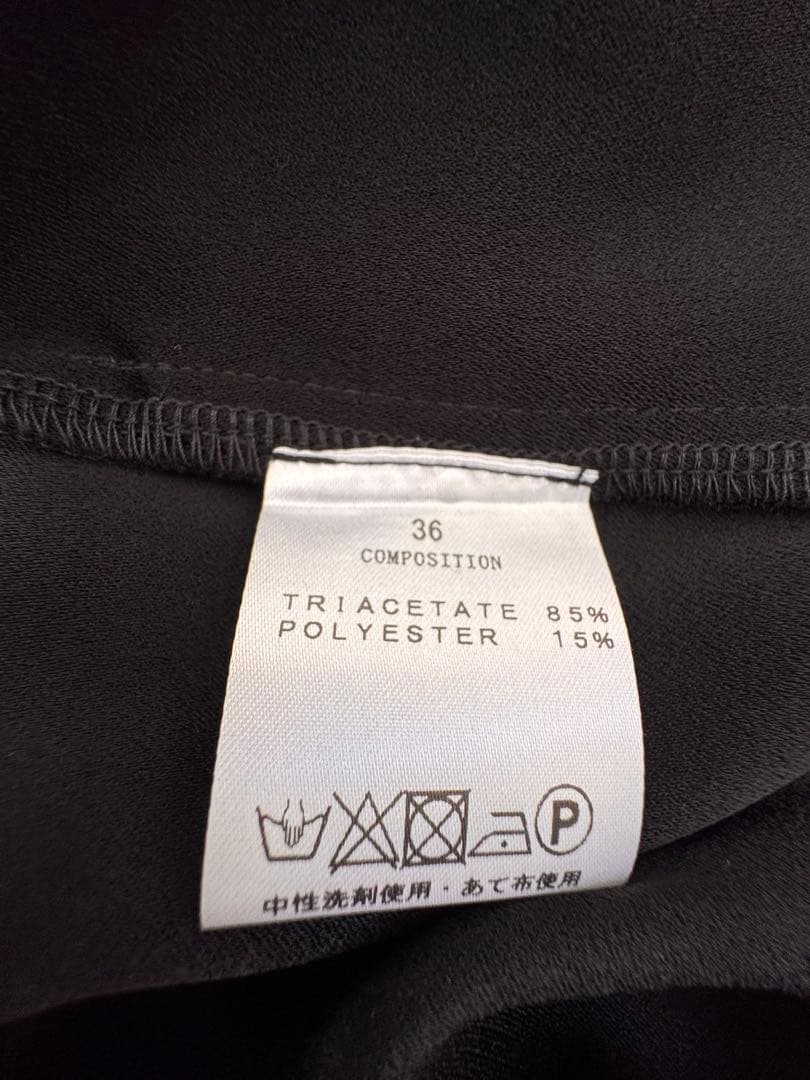 36
COMPOSITION
TRIACETATE 85%
POLYESTER 15%
P
中性洗剤使用・あて布使用